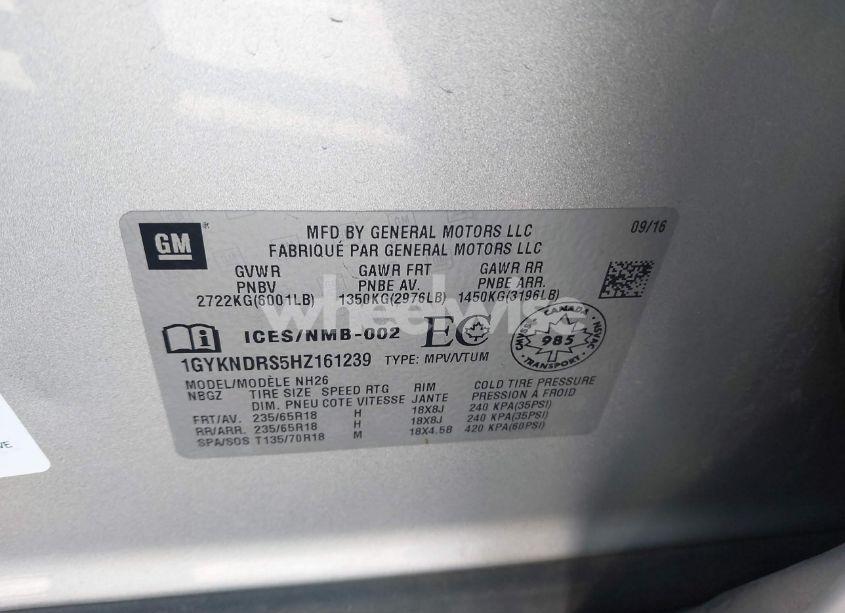 GM
MFD BY GENERAL MOTORS LLC
FABRIQUÉ PAR GENERAL MOTORS LLC
09/16
GVWR GAWR FRT GAWR RR
PNBV PNBE AV. PNBE ARR.
2722KG(6001LB) 1350KG(2976LB) 1450KG(3196LB)
wheelwise
ICES/NMB-002 EC
CANADA
985
TRANSPORT
1GYKNDRS5HZ161239 TYPE: MPV/VTUM
MODEL/MODÈLE NH26
NBGZ TIRE SIZE SPEED RTG RIM COLD TIRE PRESSURE
DIM. PNEU COTE VITESSE JANTE PRESSION À FROID
FRT/AV. 235/65R18 H 18X8J 240 KPA(35PSI)
RR/ARR. 235/65R18 H 18X8J 240 KPA(35PSI)
SPA/SOS T135/70R18 M 18X4.5B 420 KPA(60PSI)